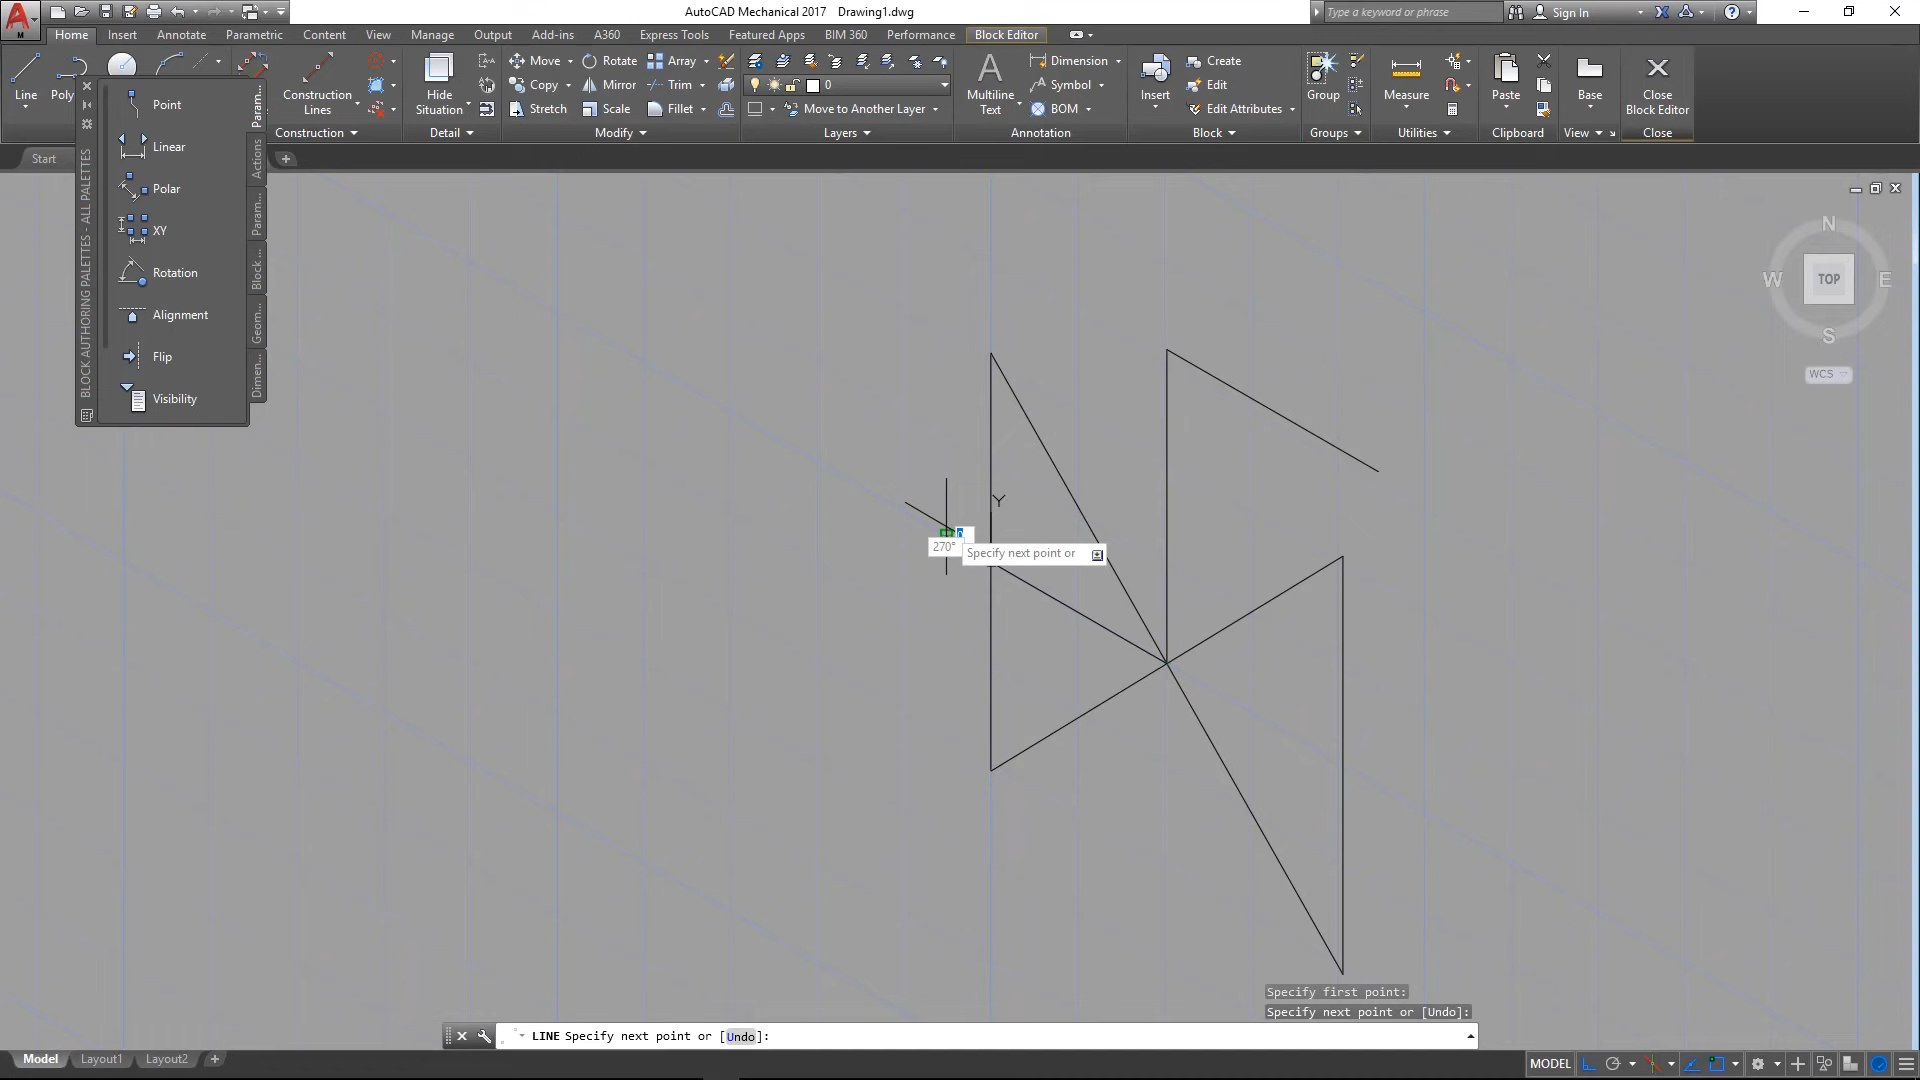 AutoCAD Mechanical 2017 Drawing1.dwg
Type a keyword or phrase
Sign In
Home Insert Annotate Parametric Content View Manage Output Add-ins A360 Express Tools Featured Apps BIM 360 Performance Block Editor
Line
Poly
Construction
Lines
Construction
Hide
Situation
Detail
Move Rotate Array
Copy Mirror Trim
Stretch Scale Fillet
Modify
0
Move to Another Layer
Layers
Multiline
Text
Dimension
Symbol
BOM
Annotation
Insert
Create
Edit
Edit Attributes
Block
Group
Groups
Measure
Utilities
Paste
Clipboard
Base
View
Close
Block Editor
Close
Start
BLOCK AUTHORING PALETTES - ALL PALETTES
Point
Linear
Polar
XY
Rotation
Alignment
Flip
Visibility
Param...
Actions
Param...
Block ...
Geom...
Dimen...
N
W TOP E
S
WCS
Y
270°
Specify next point or
Specify first point:
Specify next point or [Undo]:
LINE Specify next point or [Undo]:
Model Layout1 Layout2
MODEL